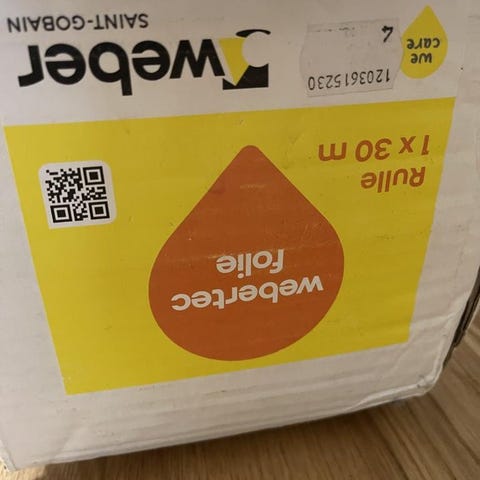 webertec
folie
Rulle
1 x 30 m
we
care
1203615230
4
weber
SAINT-GOBAIN